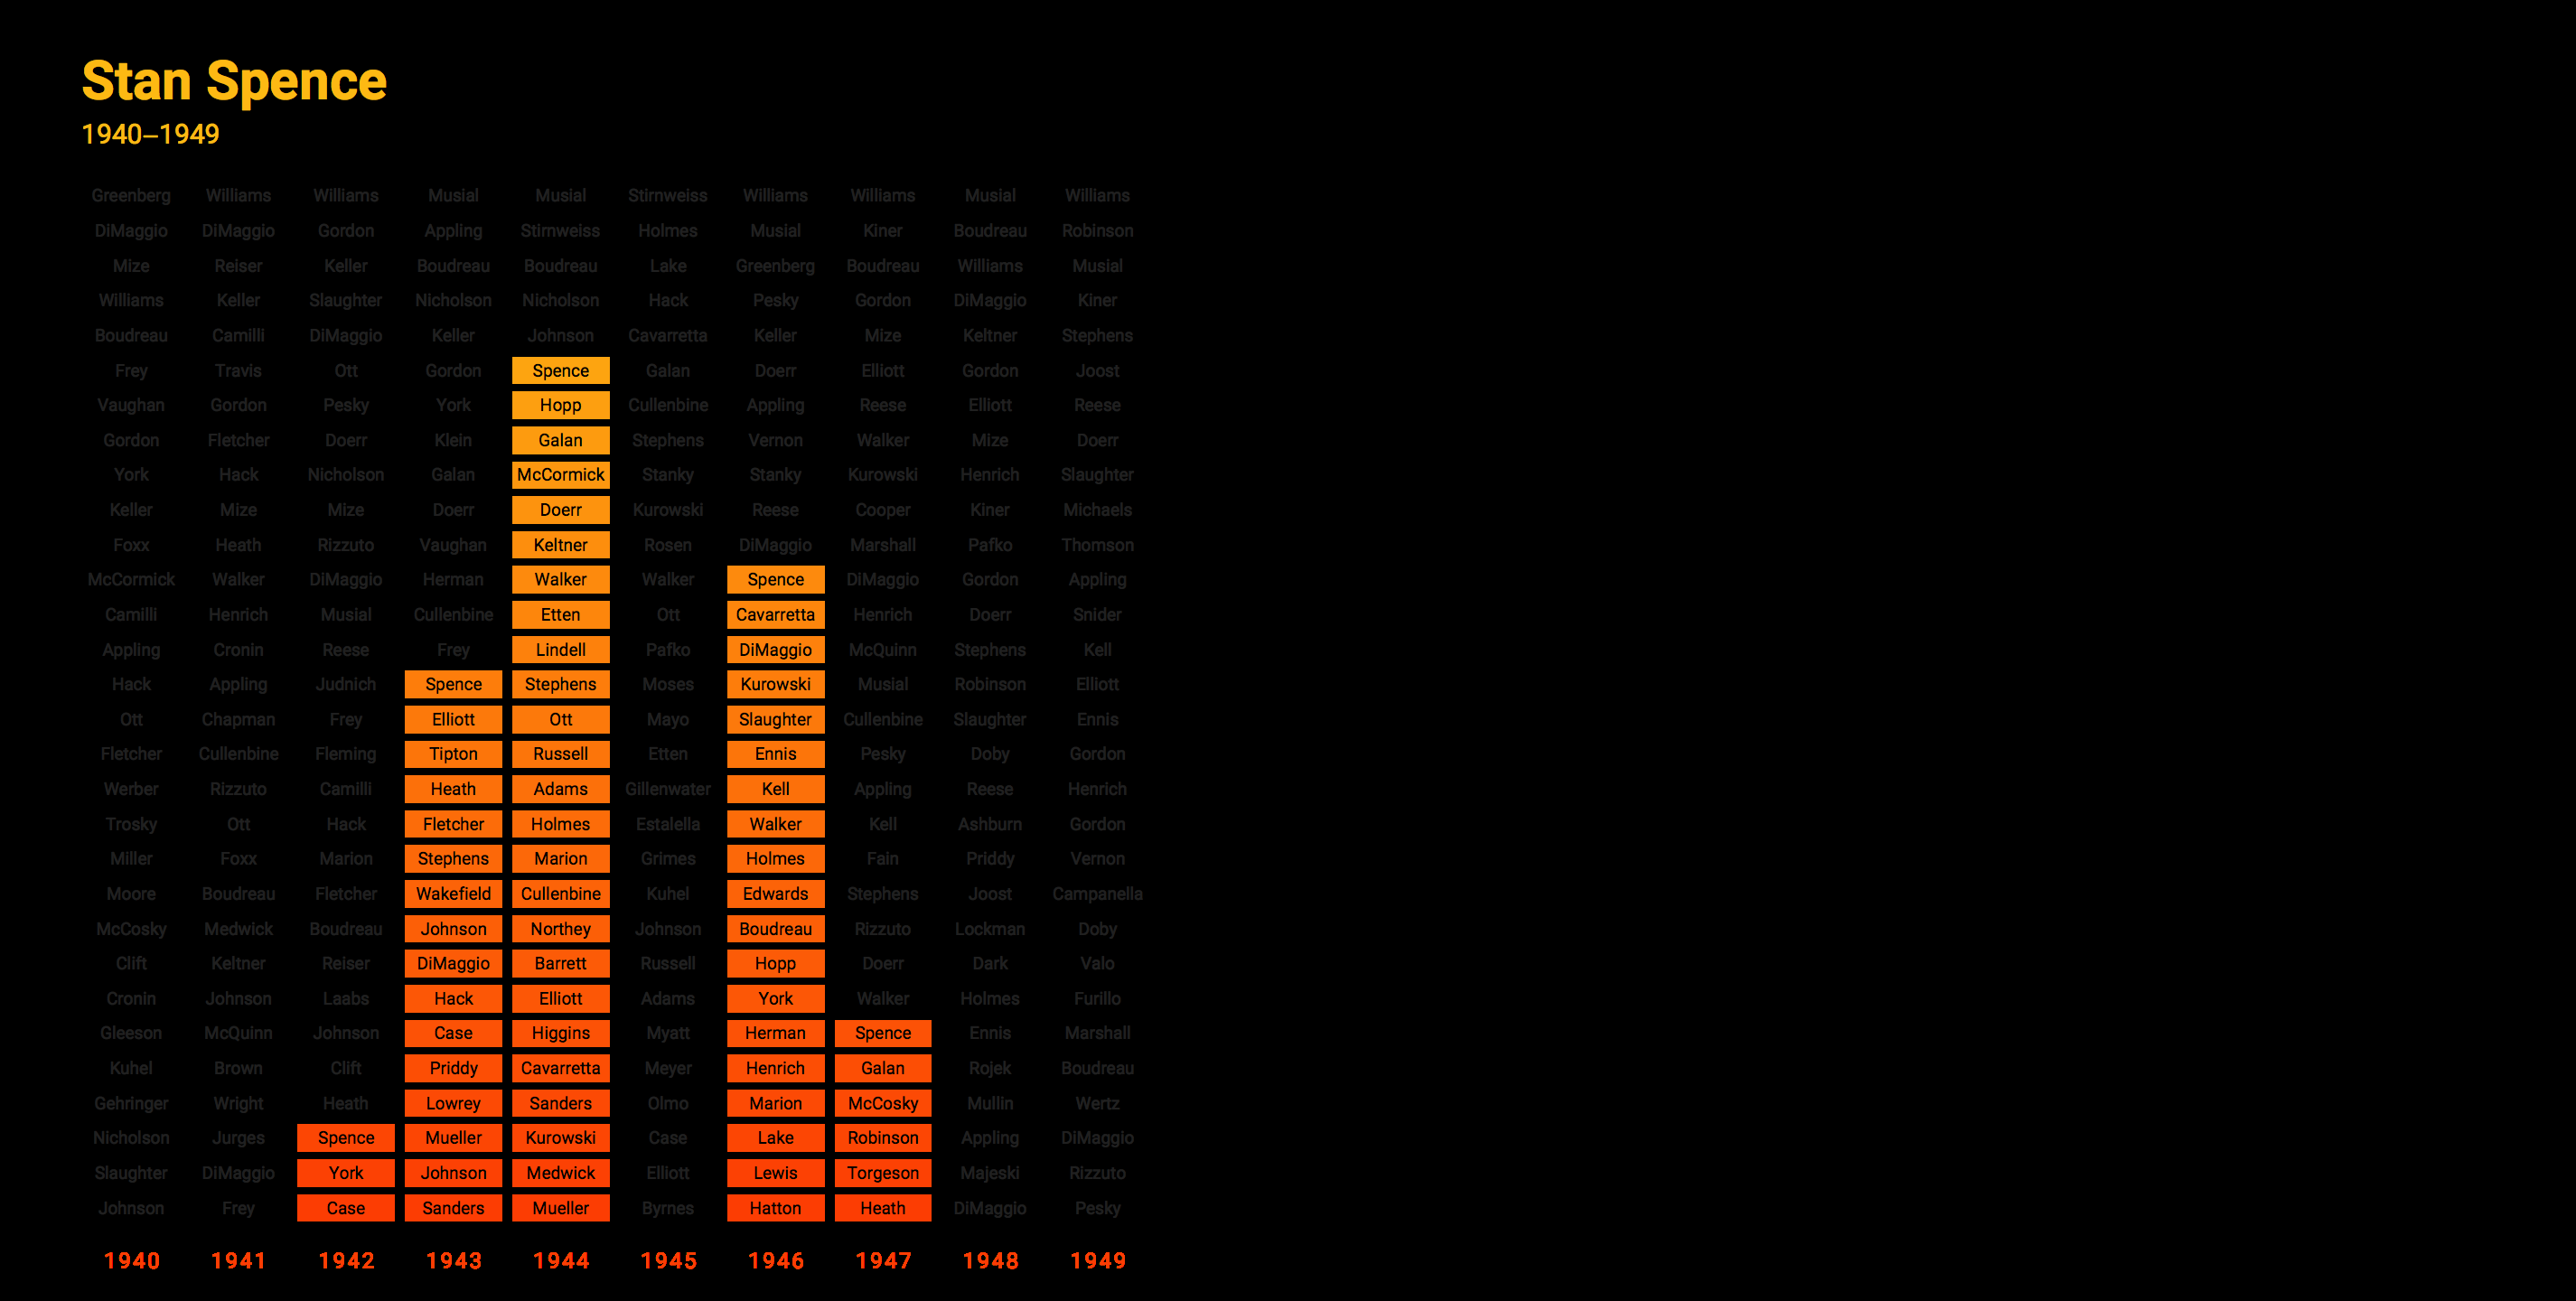 Stan Spence
1940–1949
Greenberg Williams Williams Musial Musial Stirnweiss Williams Williams Musial Williams
DiMaggio DiMaggio Gordon Appling Stirnweiss Holmes Musial Kiner Boudreau Robinson
Mize Reiser Keller Boudreau Boudreau Lake Greenberg Boudreau Williams Musial
Williams Keller Slaughter Nicholson Nicholson Hack Pesky Gordon DiMaggio Kiner
Boudreau Camilli DiMaggio Keller Johnson Cavarretta Keller Mize Keltner Stephens
Frey Travis Ott Gordon Spence Galan Doerr Elliott Gordon Joost
Vaughan Gordon Pesky York Hopp Cullenbine Appling Reese Elliott Reese
Gordon Fletcher Doerr Klein Galan Stephens Vernon Walker Mize Doerr
York Hack Nicholson Galan McCormick Stanky Stanky Kurowski Henrich Slaughter
Keller Mize Mize Doerr Doerr Kurowski Reese Cooper Kiner Michaels
Foxx Heath Rizzuto Vaughan Keltner Rosen DiMaggio Marshall Pafko Thomson
McCormick Walker DiMaggio Herman Walker Walker Spence DiMaggio Gordon Appling
Camilli Henrich Musial Cullenbine Etten Ott Cavarretta Henrich Doerr Snider
Appling Cronin Reese Frey Lindell Pafko DiMaggio McQuinn Stephens Kell
Hack Appling Judnich Spence Stephens Moses Kurowski Musial Robinson Elliott
Ott Chapman Frey Elliott Ott Mayo Slaughter Cullenbine Slaughter Ennis
Fletcher Cullenbine Fleming Tipton Russell Etten Ennis Pesky Doby Gordon
Werber Rizzuto Camilli Heath Adams Gillenwater Kell Appling Reese Henrich
Trosky Ott Hack Fletcher Holmes Estalella Walker Kell Ashburn Gordon
Miller Foxx Marion Stephens Marion Grimes Holmes Fain Priddy Vernon
Moore Boudreau Fletcher Wakefield Cullenbine Kuhel Edwards Stephens Joost Campanella
McCosky Medwick Boudreau Johnson Northey Johnson Boudreau Rizzuto Lockman Doby
Clift Keltner Reiser DiMaggio Barrett Russell Hopp Doerr Dark Valo
Cronin Johnson Laabs Hack Elliott Adams York Walker Holmes Furillo
Gleeson McQuinn Johnson Case Higgins Myatt Herman Spence Ennis Marshall
Kuhel Brown Clift Priddy Cavarretta Meyer Henrich Galan Rojek Boudreau
Gehringer Wright Heath Lowrey Sanders Olmo Marion McCosky Mullin Wertz
Nicholson Jurges Spence Mueller Kurowski Case Lake Robinson Appling DiMaggio
Slaughter DiMaggio York Johnson Medwick Elliott Lewis Torgeson Majeski Rizzuto
Johnson Frey Case Sanders Mueller Byrnes Hatton Heath DiMaggio Pesky
1940 1941 1942 1943 1944 1945 1946 1947 1948 1949